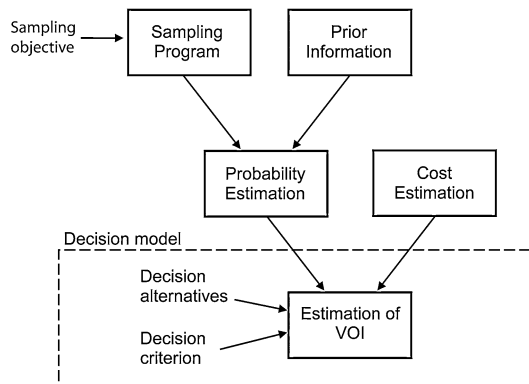 Sampling
objective
Sampling
Program
Prior
Information
Probability
Estimation
Cost
Estimation
Decision model
Decision
alternatives
Decision
criterion
Estimation of
VOI